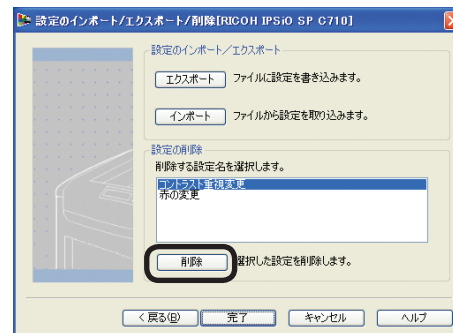 設定のインポート/エクスポート/削除[RICOH IPSiO SP C710]
設定のインポート/エクスポート
エクスポート ファイルに設定を書き込みます。
インポート ファイルから設定を取り込みます。
設定の削除
削除する設定名を選択します。
コントラスト重視変更
赤の変更
削除 選択した設定を削除します。
< 戻る(B) 完了 キャンセル ヘルプ